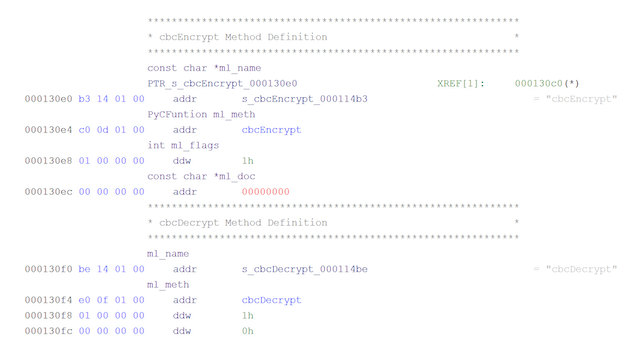 **************************************************************
* cbcEncrypt Method Definition *
**************************************************************
const char *ml_name
PTR_s_cbcEncrypt_000130e0 XREF[1]: 000130c0(*)
000130e0 b3 14 01 00 addr s_cbcEncrypt_000114b3 = "cbcEncrypt"
PyCFuntion ml_meth
000130e4 c0 0d 01 00 addr cbcEncrypt
int ml_flags
000130e8 01 00 00 00 ddw 1h
const char *ml_doc
000130ec 00 00 00 00 addr 00000000
**************************************************************
* cbcDecrypt Method Definition *
**************************************************************
ml_name
000130f0 be 14 01 00 addr s_cbcDecrypt_000114be = "cbcDecrypt"
ml_meth
000130f4 e0 0f 01 00 addr cbcDecrypt
000130f8 01 00 00 00 ddw 1h
000130fc 00 00 00 00 ddw 0h